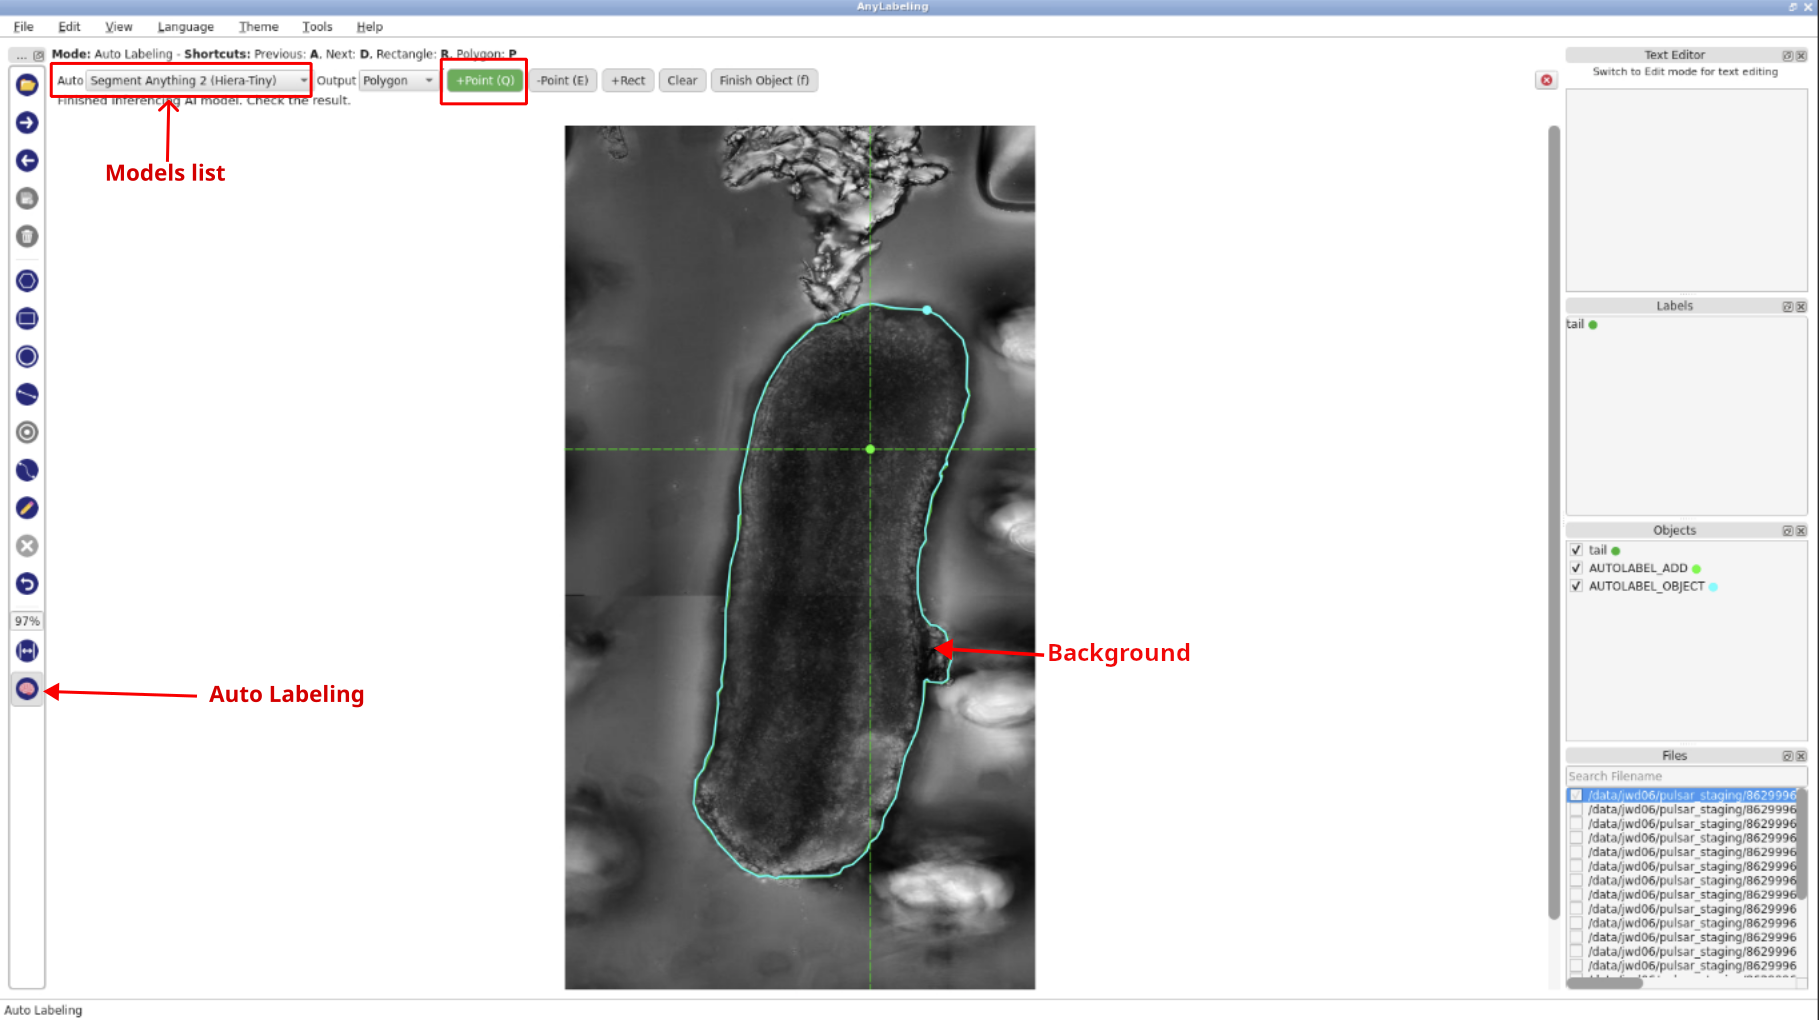 AnyLabeling
File Edit View Language Theme Tools Help
... Mode: Auto Labeling - Shortcuts: Previous: A, Next: D, Rectangle: R, Polygon: P
Auto Segment Anything 2 (Hiera-Tiny) Output Polygon +Point (Q) -Point (E) +Rect Clear Finish Object (f)
Finished inferencing AI model. Check the result.
Models list
Background
Auto Labeling
97%
Text Editor
Switch to Edit mode for text editing
Labels
tail
Objects
tail
AUTOLABEL_ADD
AUTOLABEL_OBJECT
Files
Search Filename
/data/jwd06/pulsar_staging/8629996
/data/jwd06/pulsar_staging/8629996
/data/jwd06/pulsar_staging/8629996
/data/jwd06/pulsar_staging/8629996
/data/jwd06/pulsar_staging/8629996
/data/jwd06/pulsar_staging/8629996
/data/jwd06/pulsar_staging/8629996
/data/jwd06/pulsar_staging/8629996
/data/jwd06/pulsar_staging/8629996
/data/jwd06/pulsar_staging/8629996
/data/jwd06/pulsar_staging/8629996
/data/jwd06/pulsar_staging/8629996
/data/jwd06/pulsar_staging/8629996
Auto Labeling